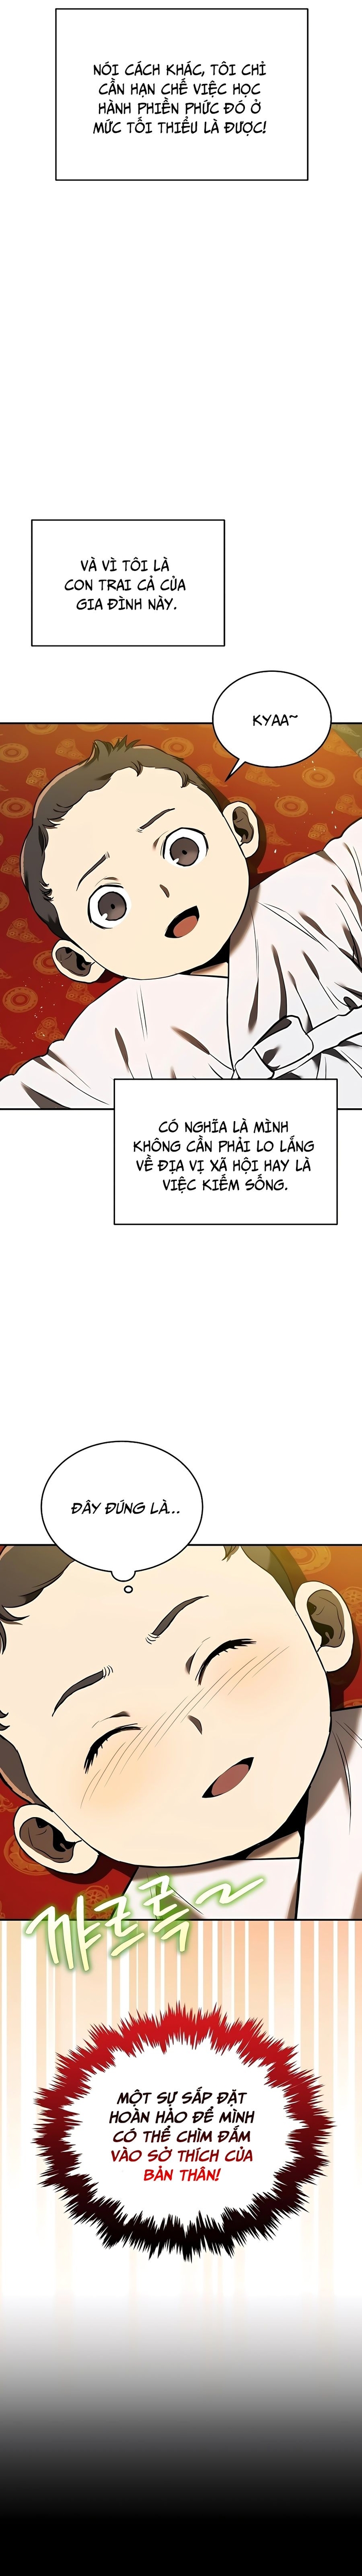 NÓI CÁCH KHÁC, TÔI CHỈ
CẦN HẠN CHẾ VIỆC HỌC
HÀNH PHIỀN PHỨC ĐÓ Ở
MỨC TỐI THIỂU LÀ ĐƯỢC!
VÀ VÌ TÔI LÀ
CON TRAI CẢ CỦA
GIA ĐÌNH NÀY.
KYAA~
CÓ NGHĨA LÀ MÌNH
KHÔNG CẦN PHẢI LO LẮNG
VỀ ĐỊA VỊ XÃ HỘI HAY LÀ
VIỆC KIẾM SỐNG.
ĐÂY ĐÚNG LÀ...
꺄르륵~
MỘT SỰ SẮP ĐẶT
HOÀN HẢO ĐỂ MÌNH
CÓ THỂ CHÌM ĐẮM
VÀO SỞ THÍCH CỦA
BẢN THÂN!